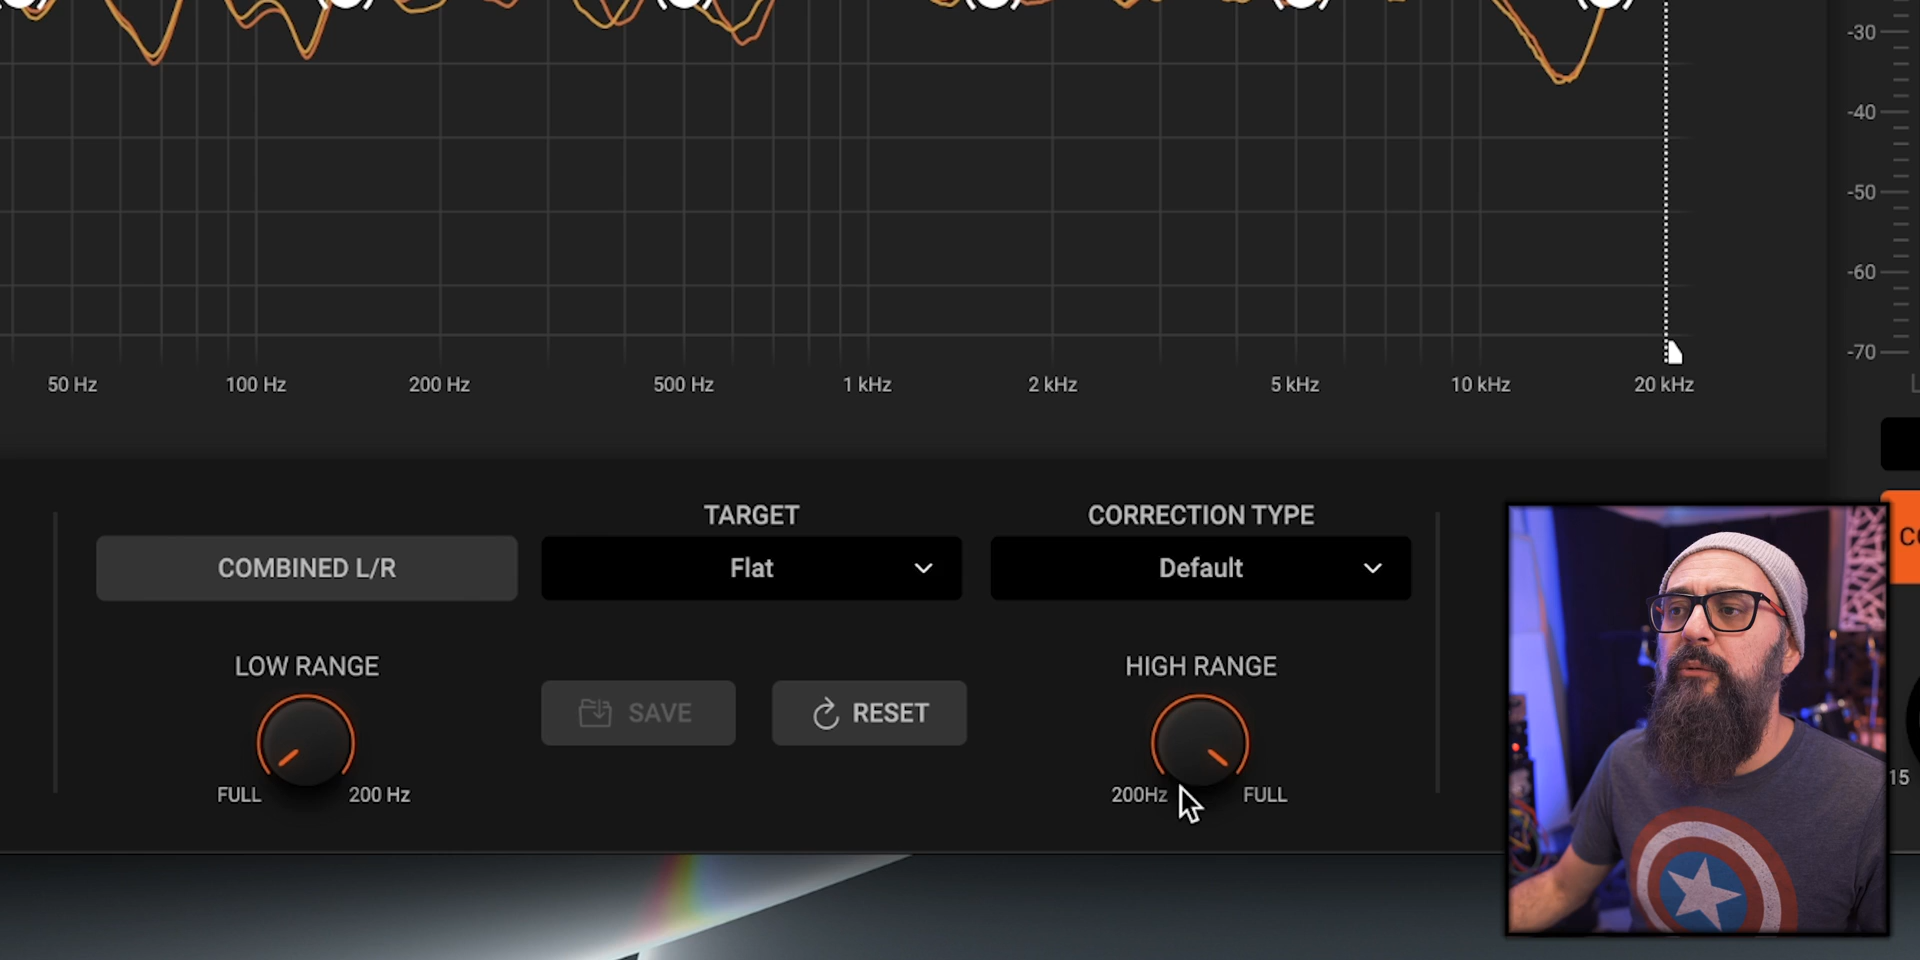 -30
-40
-50
-60
-70
50 Hz 100 Hz 200 Hz 500 Hz 1 kHz 2 kHz 5 kHz 10 kHz 20 kHz
TARGET CORRECTION TYPE
COMBINED L/R Flat Default
LOW RANGE HIGH RANGE
SAVE RESET
FULL 200 Hz 200Hz FULL
15